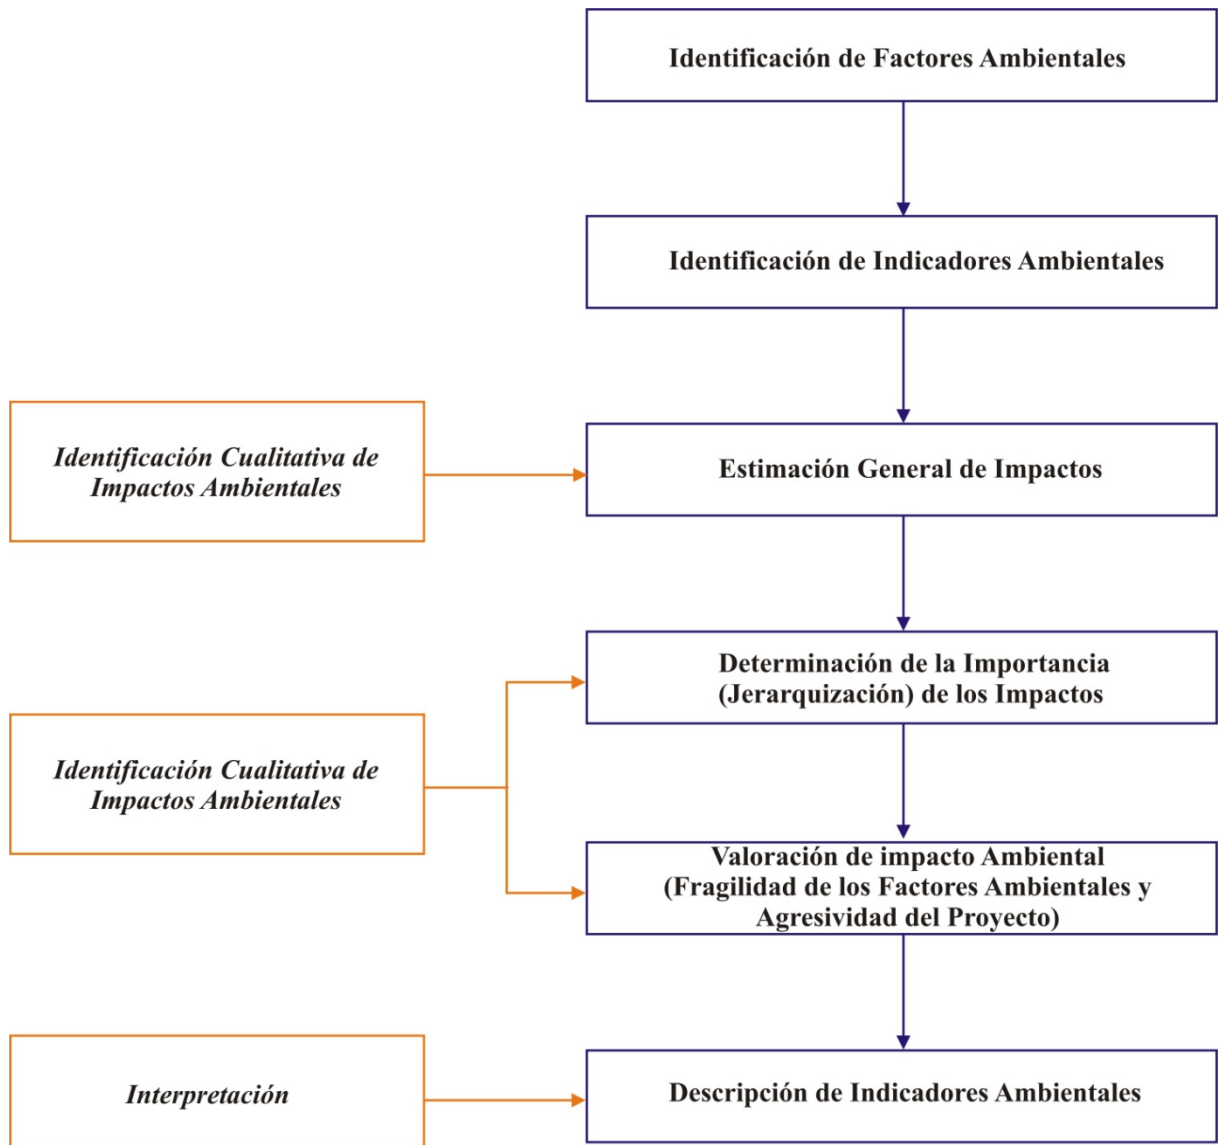 Identificación de Factores Ambientales
Identificación de Indicadores Ambientales
Identificación Cualitativa de
Impactos Ambientales
Estimación General de Impactos
Determinación de la Importancia
(Jerarquización) de los Impactos
Identificación Cualitativa de
Impactos Ambientales
Valoración de impacto Ambiental
(Fragilidad de los Factores Ambientales y
Agresividad del Proyecto)
Interpretación
Descripción de Indicadores Ambientales